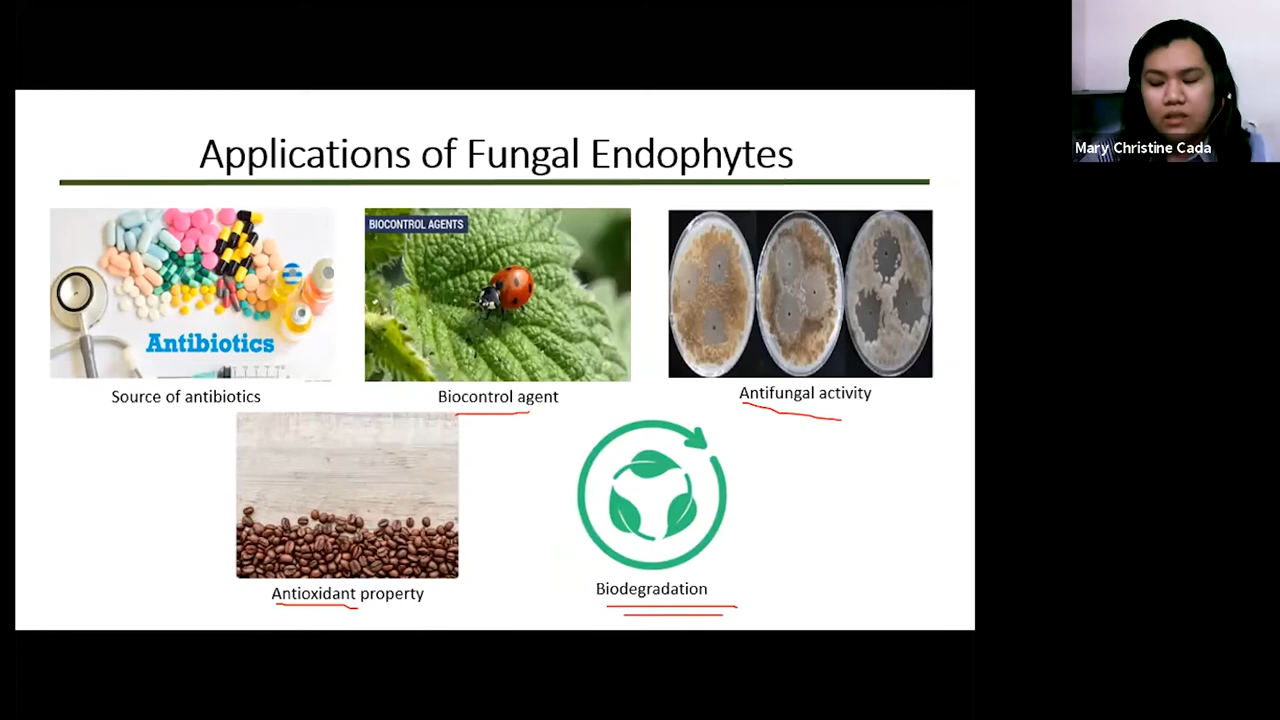 Applications of Fungal Endophytes
Antibiotics
BIOCONTROL AGENTS
Source of antibiotics
Biocontrol agent
Antifungal activity
Antioxidant property
Biodegradation
Mary Christine Cada